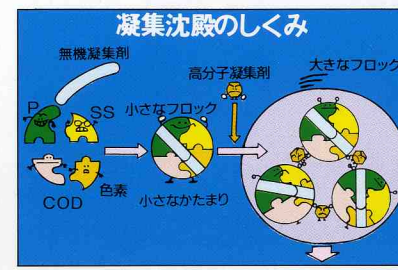 凝集沈殿のしくみ
無機凝集剤
高分子凝集剤
大きなフロック
P
SS
小さなフロック
COD
色素
小さなかたまり